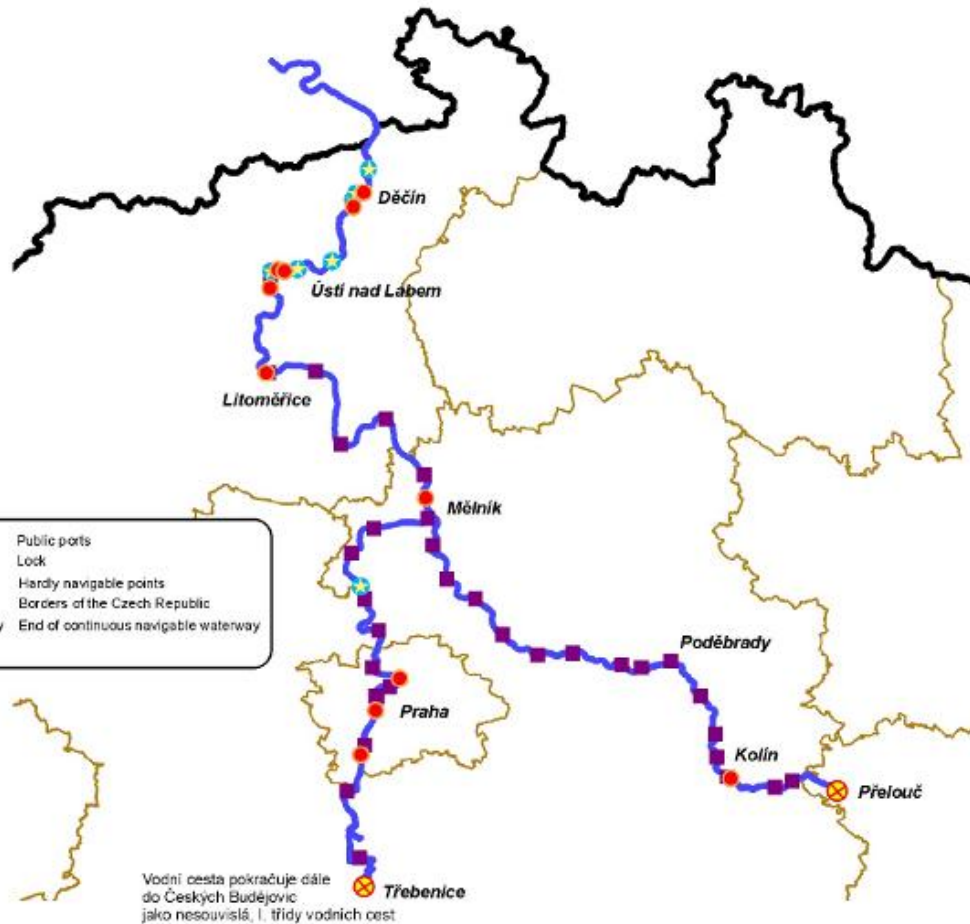 Děčín
Ústí nad Labem
Litoměřice
Mělník
Public ports
Lock
Hardly navigable points
Borders of the Czech Republic
End of continuous navigable waterway
Poděbrady
Praha
Kolín
Přelouč
Třebenice
Vodní cesta pokračuje dále
do Českých Budějovic
jako nesouvislá, I. třídy vodních cest